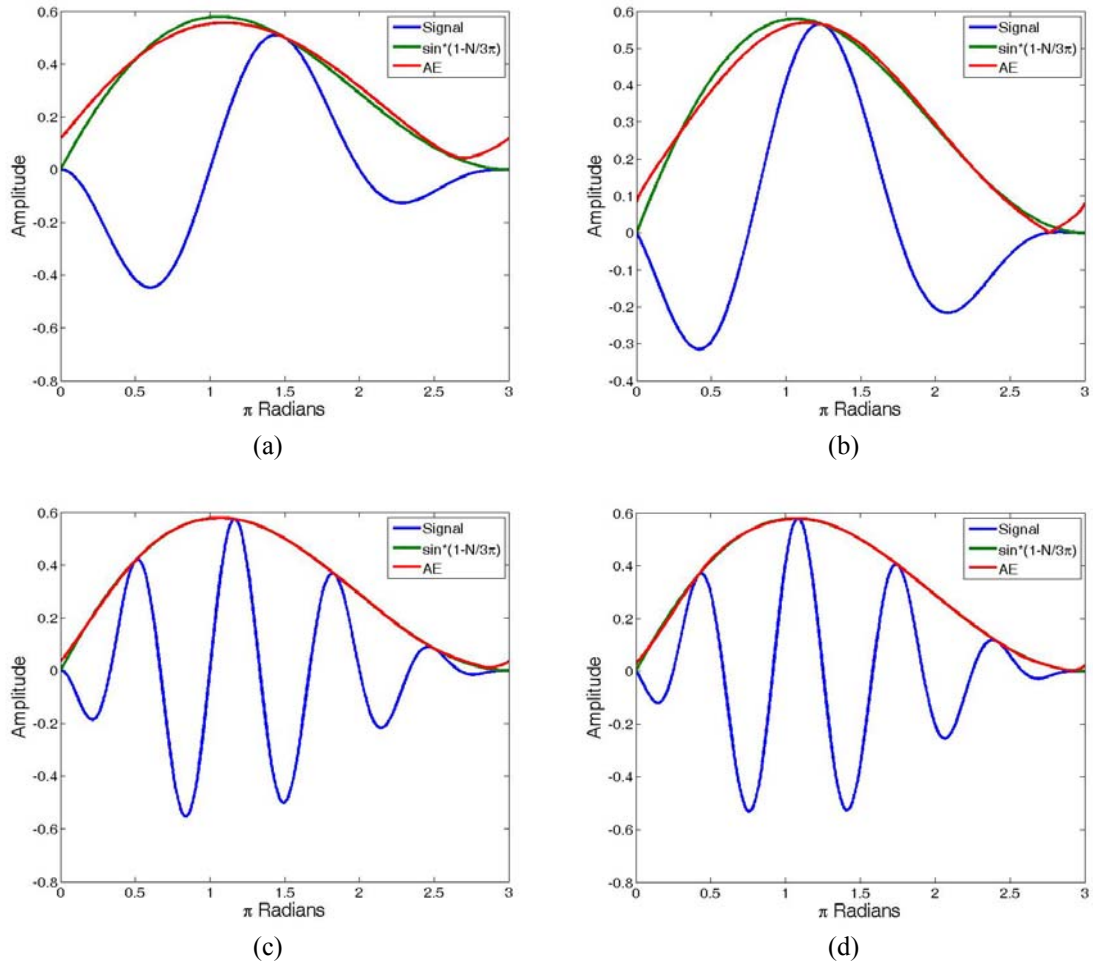 Signal
sin*(1-N/3π)
AE
Amplitude
0.6
0.4
0.2
0
-0.2
-0.4
-0.6
-0.8
0 0.5 1 1.5 2 2.5 3
π Radians
(a)
Signal
sin*(1-N/3π)
AE
Amplitude
0.6
0.5
0.4
0.3
0.2
0.1
0
-0.1
-0.2
-0.3
-0.4
0 0.5 1 1.5 2 2.5 3
π Radians
(b)
Signal
sin*(1-N/3π)
AE
Amplitude
0.6
0.4
0.2
0
-0.2
-0.4
-0.6
-0.8
0 0.5 1 1.5 2 2.5 3
π Radians
(c)
Signal
sin*(1-N/3π)
AE
Amplitude
0.6
0.4
0.2
0
-0.2
-0.4
-0.6
-0.8
0 0.5 1 1.5 2 2.5 3
π Radians
(d)